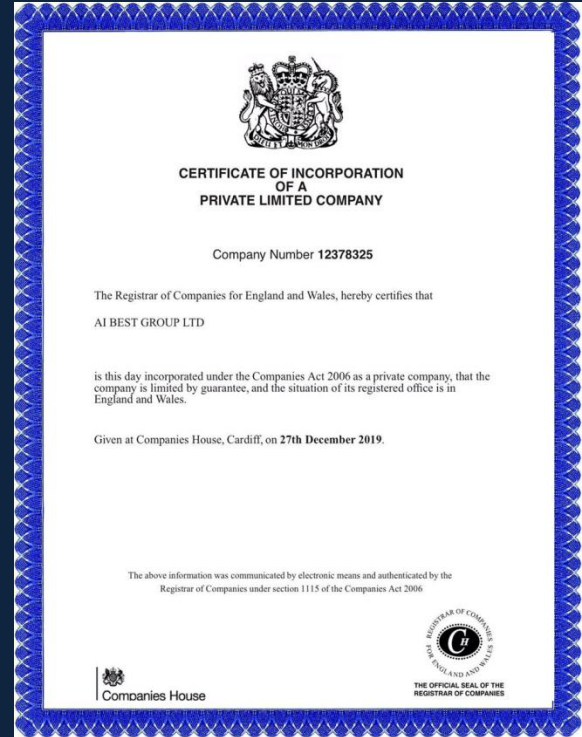 DIEU ET MON DROIT
CERTIFICATE OF INCORPORATION
OF A
PRIVATE LIMITED COMPANY
Company Number 12378325
The Registrar of Companies for England and Wales, hereby certifies that
AI BEST GROUP LTD
is this day incorporated under the Companies Act 2006 as a private company, that the
company is limited by guarantee, and the situation of its registered office is in
England and Wales.
Given at Companies House, Cardiff, on 27th December 2019.
The above information was communicated by electronic means and authenticated by the
Registrar of Companies under section 1115 of the Companies Act 2006
Companies House
REGISTRAR OF COMPANIES
FOR ENGLAND AND WALES
CH
THE OFFICIAL SEAL OF THE
REGISTRAR OF COMPANIES